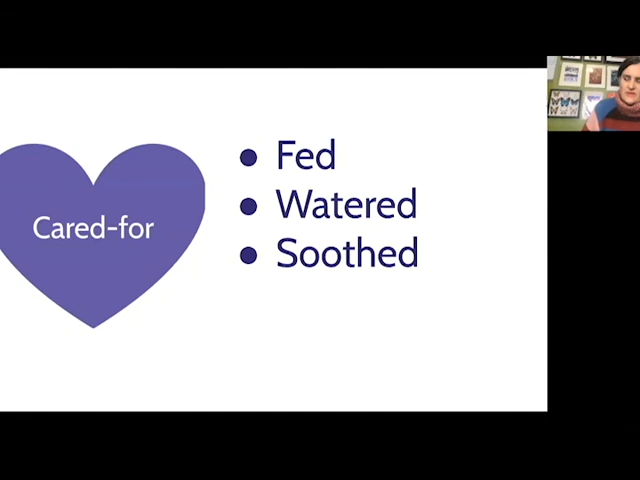 Cared-for
● Fed
● Watered
● Soothed